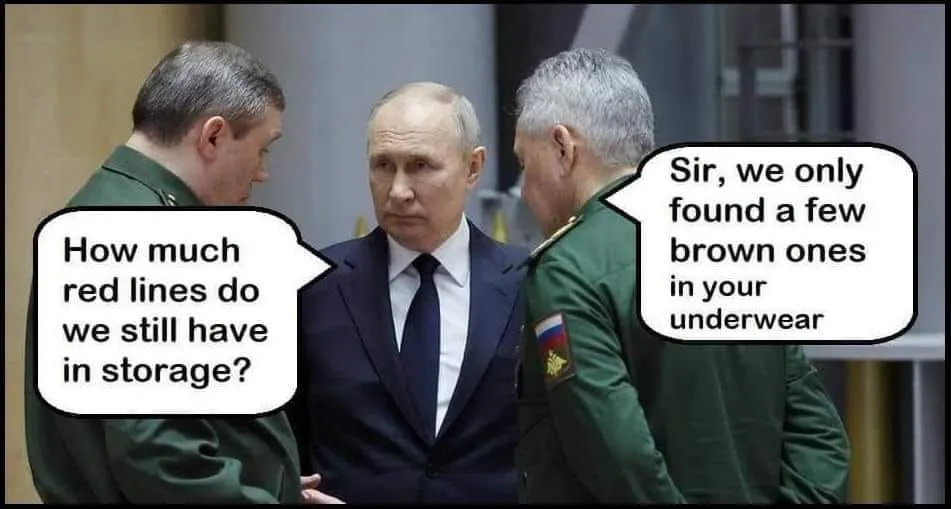 How much
red lines do
we still have
in storage?
Sir, we only
found a few
brown ones
in your
underwear